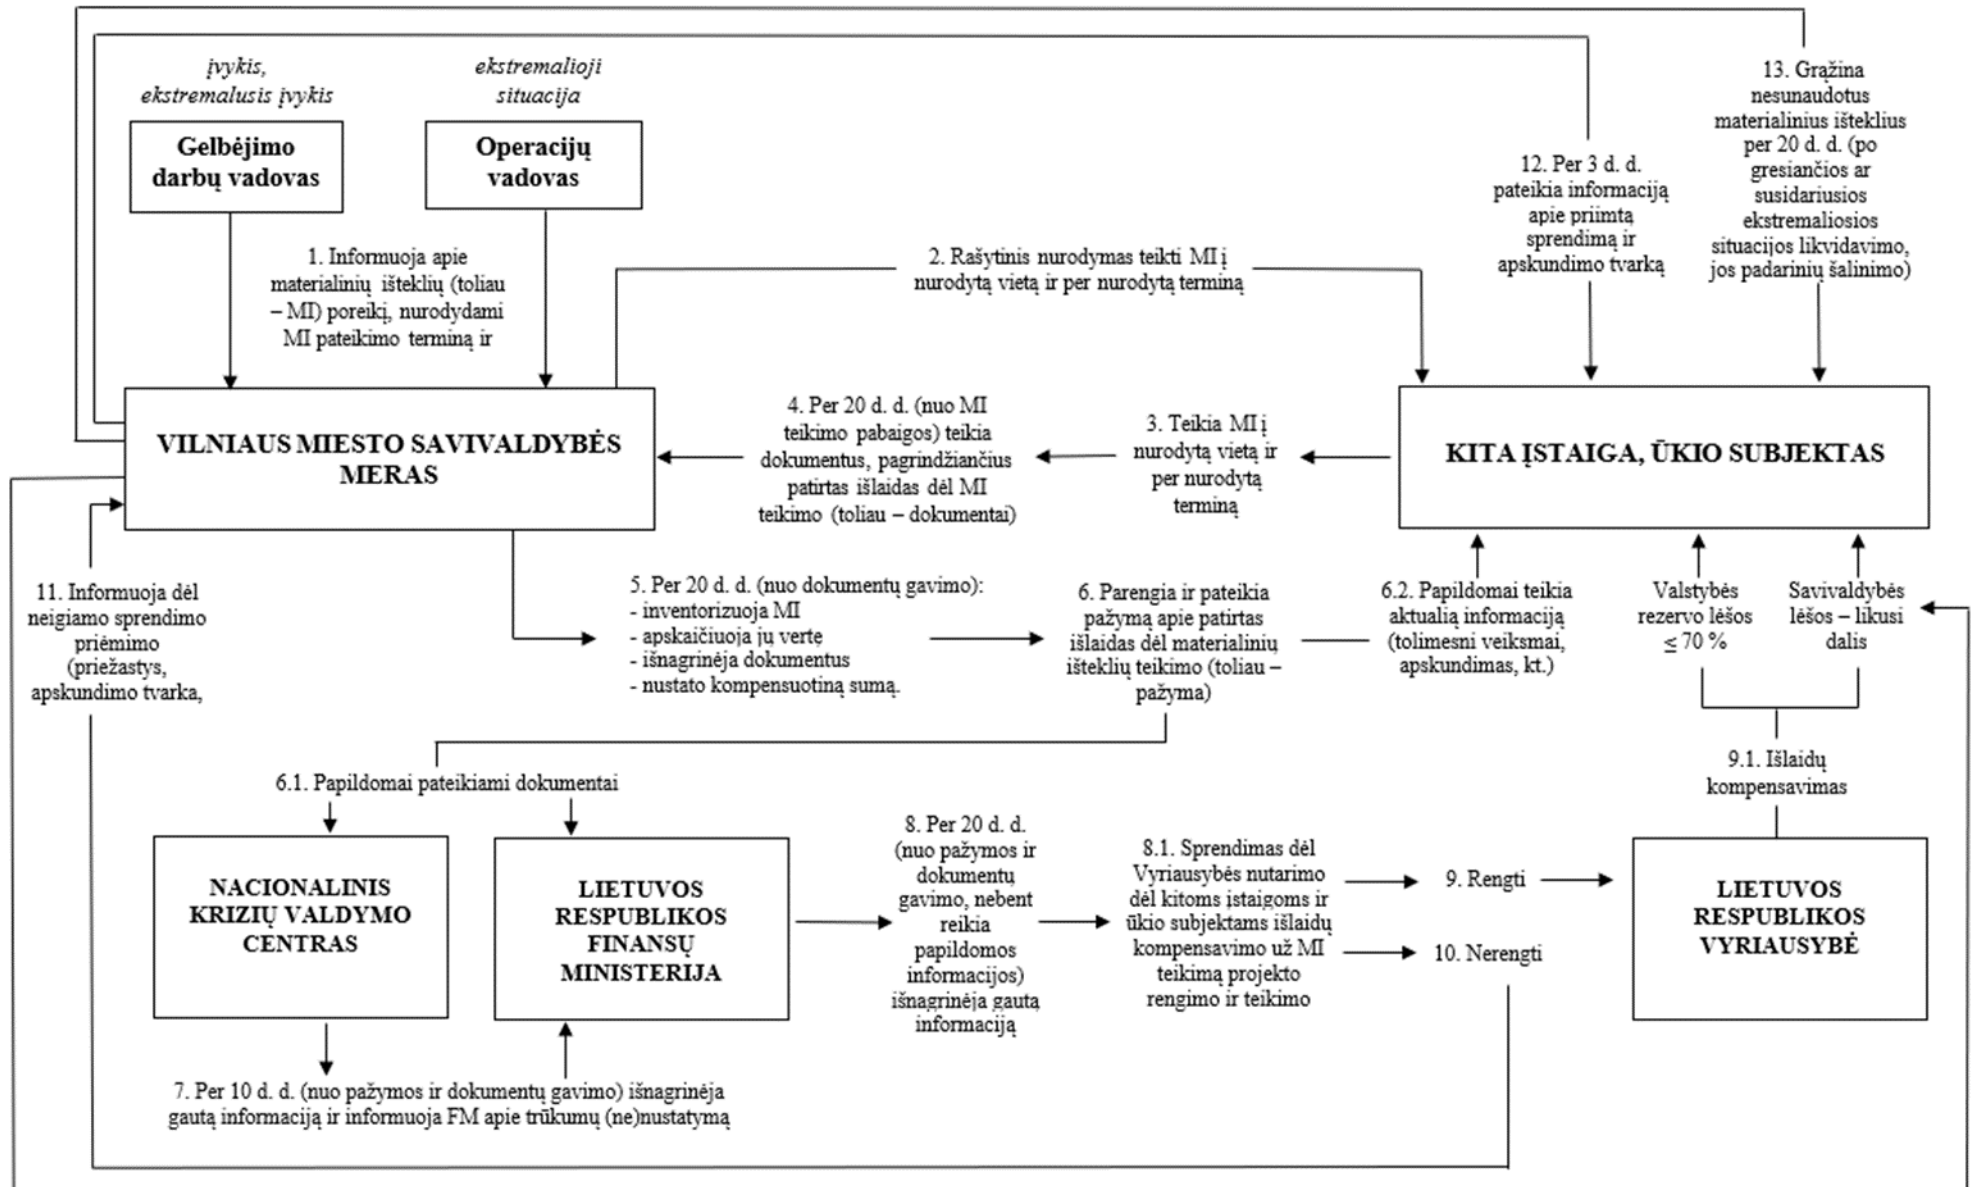 įvykis,
ekstremalusis įvykis
Gelbėjimo
darbų vadovas
ekstremalioji
situacija
Operacijų
vadovas
1. Informuoja apie
materialinių išteklių (toliau
– MI) poreikį, nurodydami
MI pateikimo terminą ir
2. Rašytinis nurodymas teikti MI į
nurodytą vietą ir per nurodytą terminą
12. Per 3 d. d.
pateikia informaciją
apie priimtą
sprendimą ir
apskundimo tvarką
13. Grąžina
nesunaudotus
materialinius išteklius
per 20 d. d. (po
gresiančios ar
susidariusios
ekstremaliosios
situacijos likvidavimo,
jos padarinių šalinimo)
VILNIAUS MIESTO SAVIVALDYBĖS
MERAS
4. Per 20 d. d. (nuo MI
teikimo pabaigos) teikia
dokumentus, pagrindžiančius
patirtas išlaidas dėl MI
teikimo (toliau – dokumentai)
3. Teikia MI į
nurodytą vietą ir
per nurodytą
terminą
KITA ĮSTAIGA, ŪKIO SUBJEKTAS
11. Informuoja dėl
neigiamo sprendimo
priėmimo
(priežastys,
apskundimo tvarka,
5. Per 20 d. d. (nuo dokumentų gavimo):
- inventorizuoja MI
- apskaičiuoja jų vertę
- išnagrinėja dokumentus
- nustato kompensuotiną sumą.
6. Parengia ir pateikia
pažymą apie patirtas
išlaidas dėl materialinių
išteklių teikimo (toliau –
pažyma)
6.2. Papildomai teikia
aktualią informaciją
(tolimesni veiksmai,
apskundimas, kt.)
Valstybės
rezervo lėšos
≤ 70 %
Savivaldybės
lėšos – likusi
dalis
6.1. Papildomai pateikiami dokumentai
9.1. Išlaidų
kompensavimas
NACIONALINIS
KRIZIŲ VALDYMO
CENTRAS
LIETUVOS
RESPUBLIKOS
FINANSŲ
MINISTERIJA
8. Per 20 d. d.
(nuo pažymos ir
dokumentų
gavimo, nebent
reikia
papildomos
informacijos)
išnagrinėja gautą
informaciją
8.1. Sprendimas dėl
Vyriausybės nutarimo
dėl kitoms įstaigoms ir
ūkio subjektams išlaidų
kompensavimo už MI
teikimą projekto
rengimo ir teikimo
9. Rengti
10. Nerengti
LIETUVOS
RESPUBLIKOS
VYRIAUSYBĖ
7. Per 10 d. d. (nuo pažymos ir dokumentų gavimo) išnagrinėja
gautą informaciją ir informuoja FM apie trūkumų (ne)nustatymą